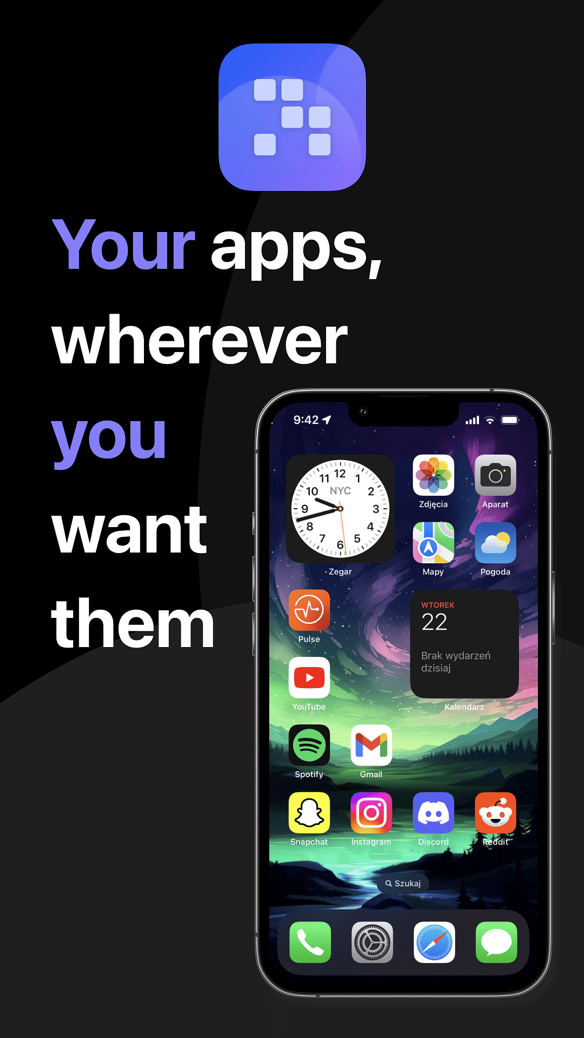 Your apps,
wherever
you
want
them
9:42
12
11
1
10
NYC
2
9
3
8
4
7
5
6
Zegar
Zdjęcia
Aparat
Mapy
Pogoda
Pulse
WTOREK
22
Brak wydarzeń
dzisiaj
YouTube
Kalendarz
Spotify
Gmail
Snapchat
Instagram
Discord
Reddit
Szukaj